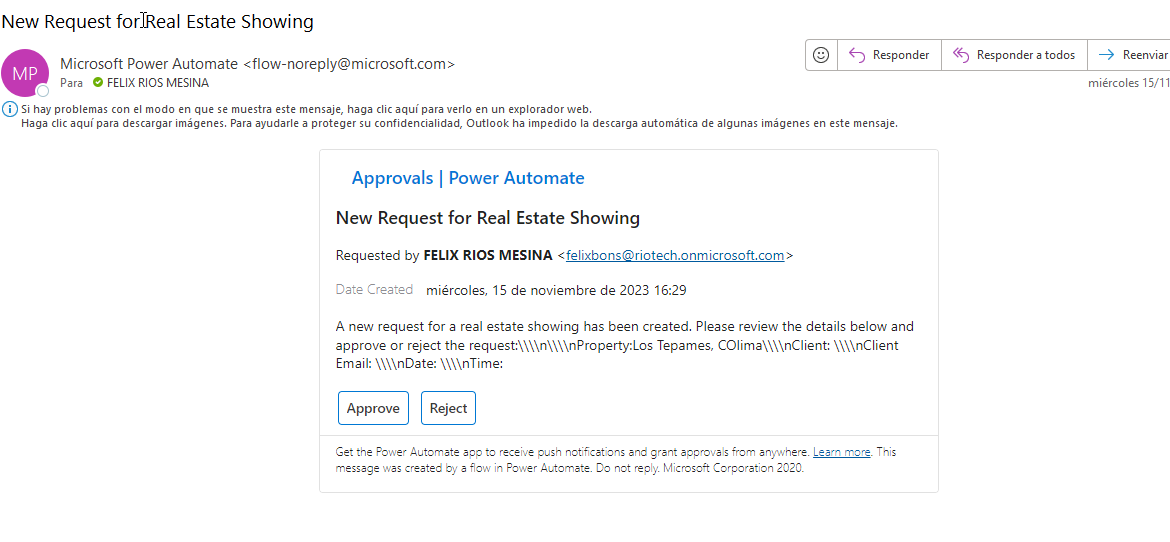 New Request for Real Estate Showing
MP
Microsoft Power Automate <flow-noreply@microsoft.com>
Para FELIX RIOS MESINA
Responder
Responder a todos
Reenviar
miércoles 15/11
Si hay problemas con el modo en que se muestra este mensaje, haga clic aquí para verlo en un explorador web.
Haga clic aquí para descargar imágenes. Para ayudarle a proteger su confidencialidad, Outlook ha impedido la descarga automática de algunas imágenes en este mensaje.
Approvals | Power Automate
New Request for Real Estate Showing
Requested by FELIX RIOS MESINA <felixbons@riotech.onmicrosoft.com>
Date Created miércoles, 15 de noviembre de 2023 16:29
A new request for a real estate showing has been created. Please review the details below and
approve or reject the request:\\\\n\\\\nProperty:Los Tepames, COlima\\\\nClient: \\\\nClient
Email: \\\\nDate: \\\\nTime:
Approve
Reject
Get the Power Automate app to receive push notifications and grant approvals from anywhere. Learn more. This
message was created by a flow in Power Automate. Do not reply. Microsoft Corporation 2020.